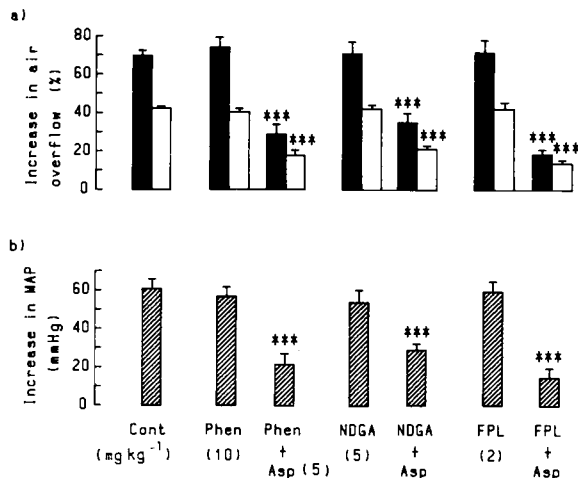 a)
Increase in air
overflow (%)
80
60
40
20
0
***
***
***
***
***
***
b)
Increase in MAP
(mmHg)
60
40
20
0
***
***
***
Cont Phen Phen NDGA NDGA FPL FPL
(mg kg⁻¹) (10) + (5) + (2) +
Asp (5) Asp Asp